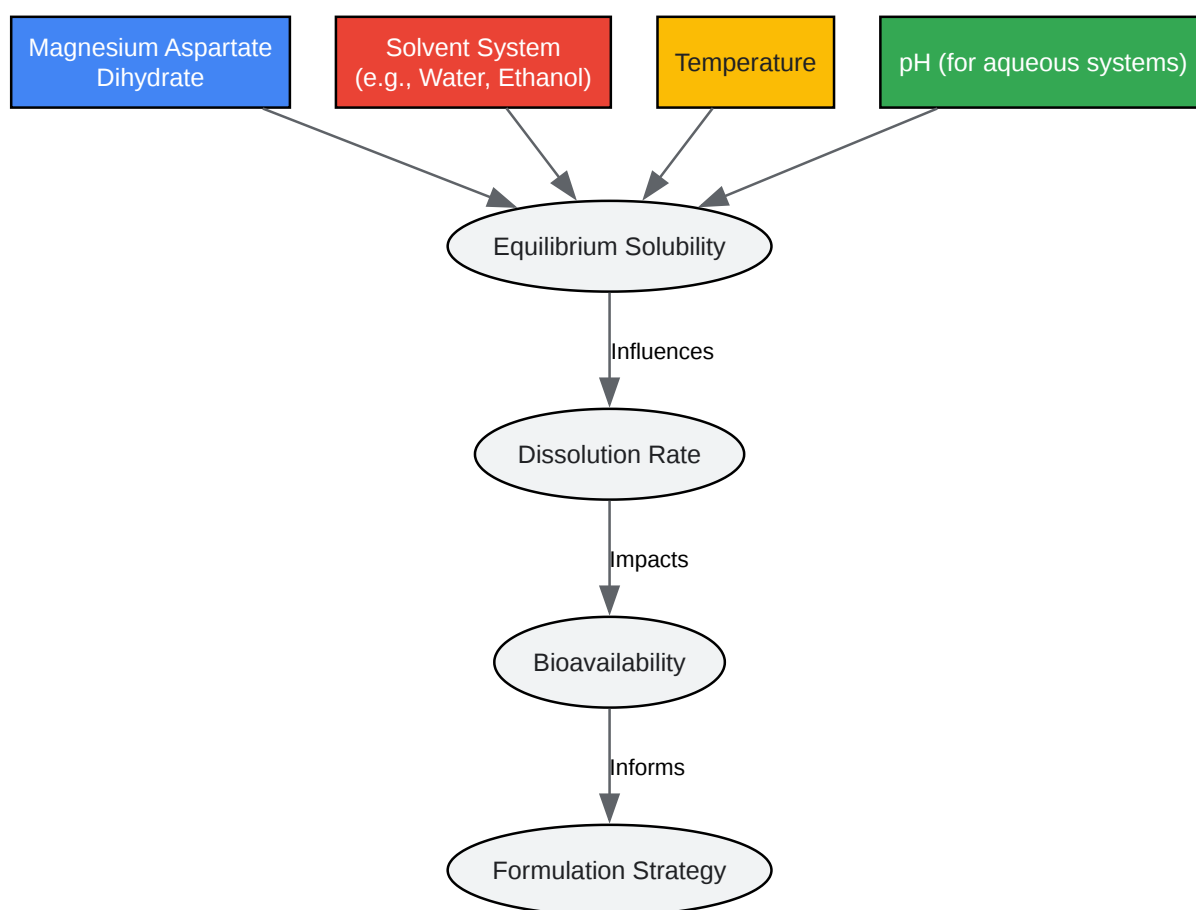 Magnesium Aspartate
Dihydrate
Solvent System
(e.g., Water, Ethanol)
Temperature
pH (for aqueous systems)
Equilibrium Solubility
Influences
Dissolution Rate
Impacts
Bioavailability
Informs
Formulation Strategy